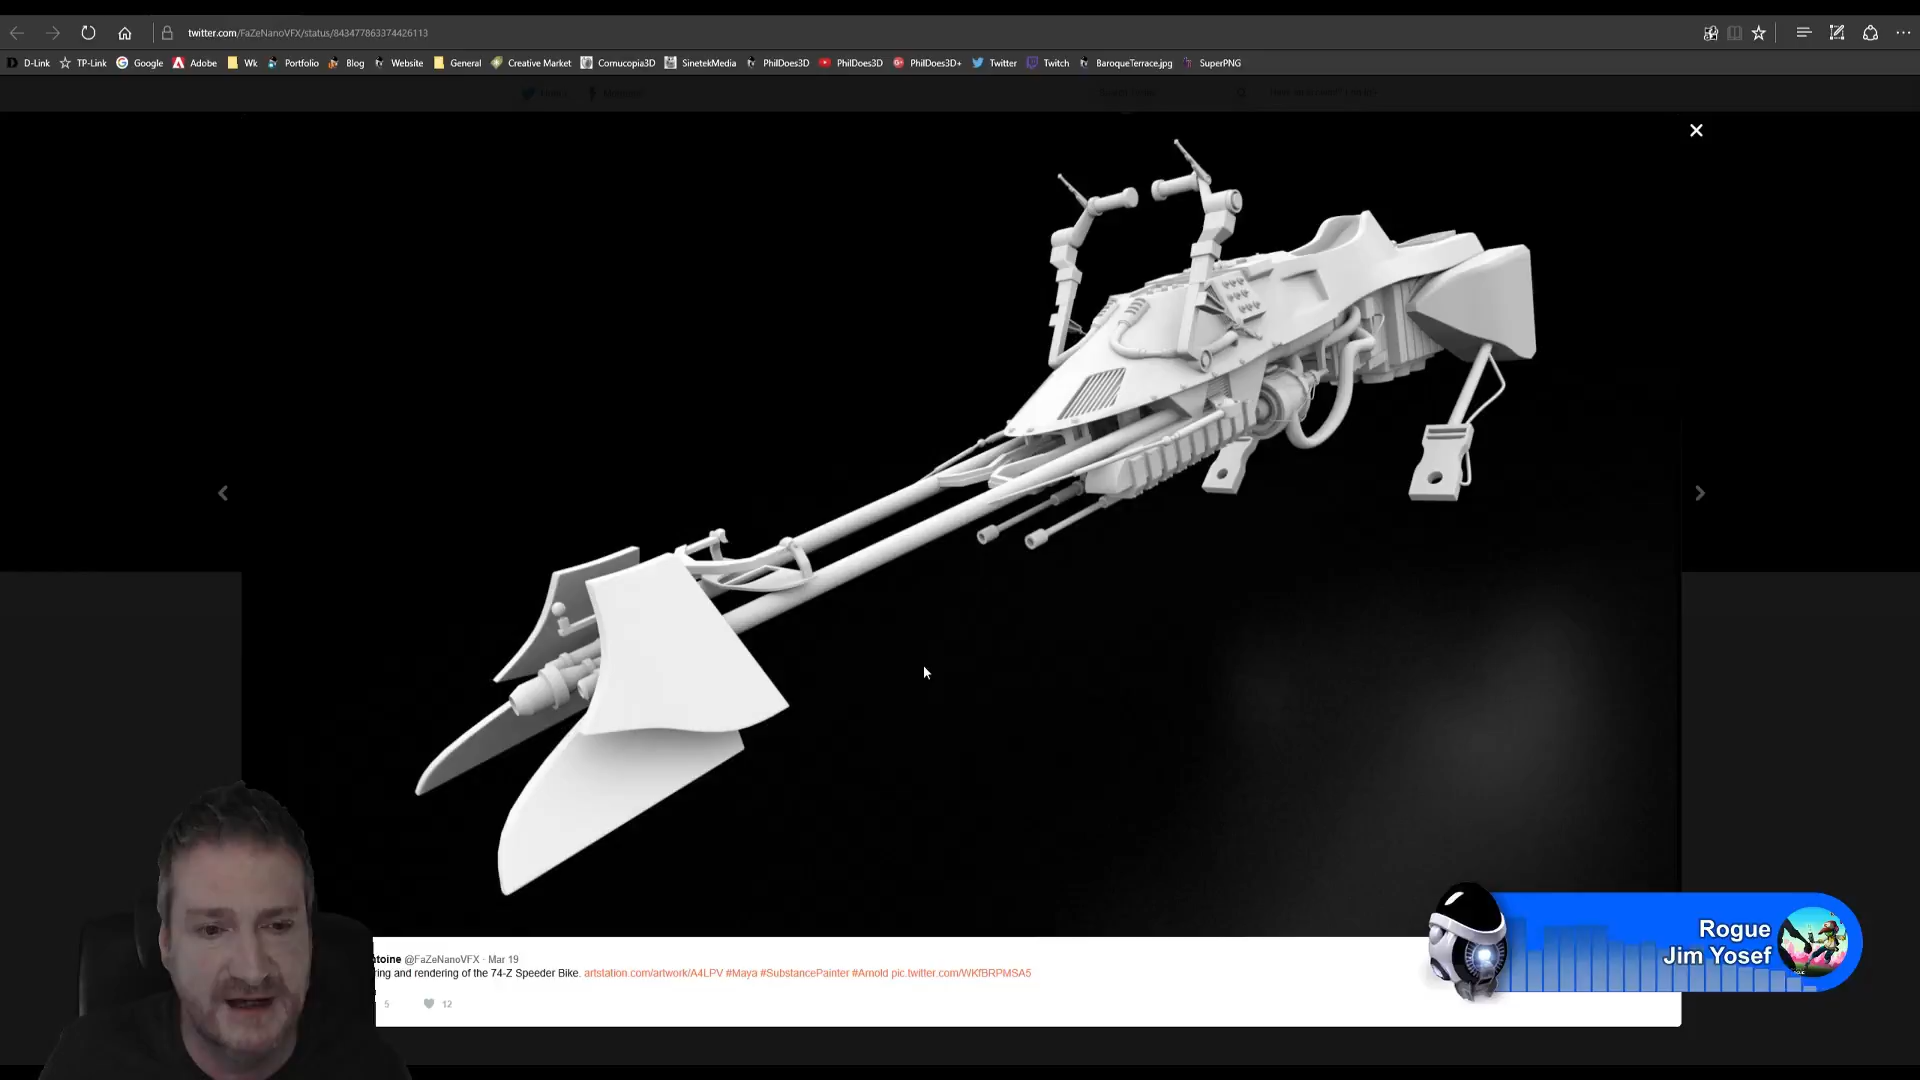 twitter.com/FaZeNanoVFX/status/843477863374426113
D-Link TP-Link Google Adobe Wk Portfolio Blog Website General Creative Market Cornucopia3D SinetekMedia PhilDoes3D PhilDoes3D PhilDoes3D+ Twitter Twitch BaroqueTerrace.jpg SuperPNG
ntoine @FaZeNanoVFX · Mar 19
ring and rendering of the 74-Z Speeder Bike. artstation.com/artwork/A4LPV #Maya #SubstancePainter #Arnold pic.twitter.com/WKfBRPMSA5
5 12
Rogue
Jim Yosef